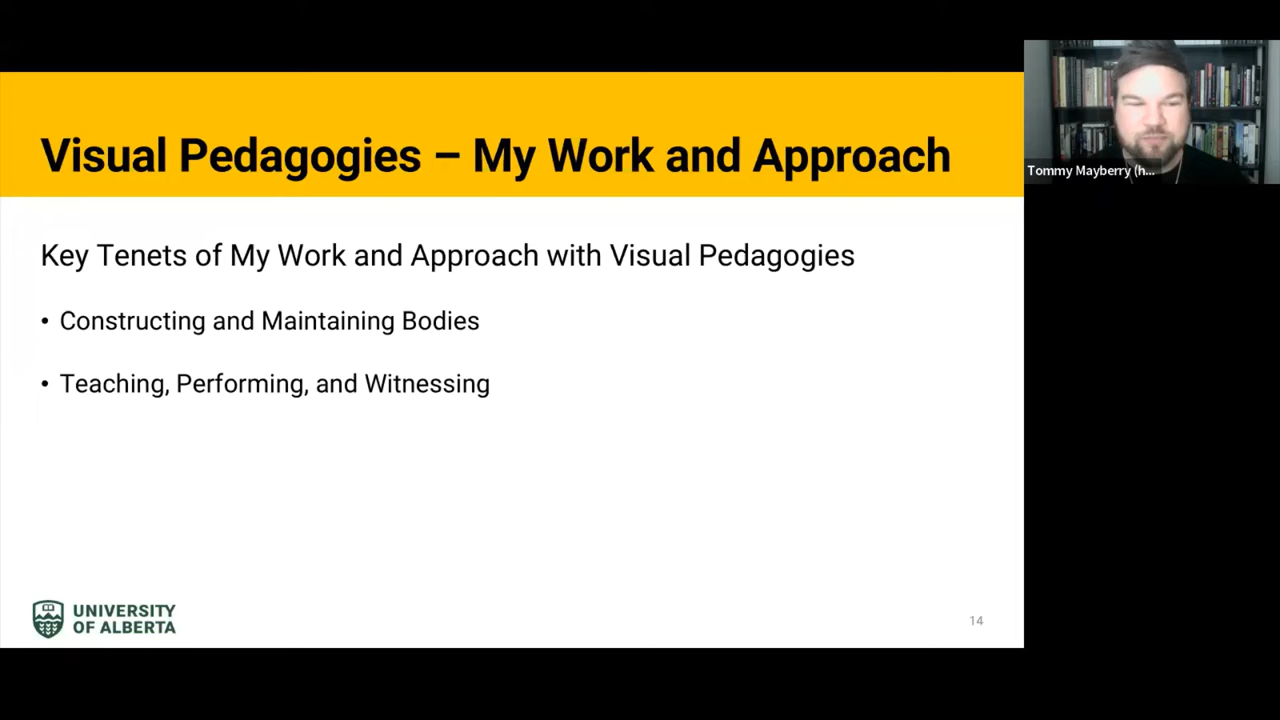 Visual Pedagogies – My Work and Approach
Tommy Mayberry (h...
Key Tenets of My Work and Approach with Visual Pedagogies
• Constructing and Maintaining Bodies
• Teaching, Performing, and Witnessing
UNIVERSITY
OF ALBERTA
14